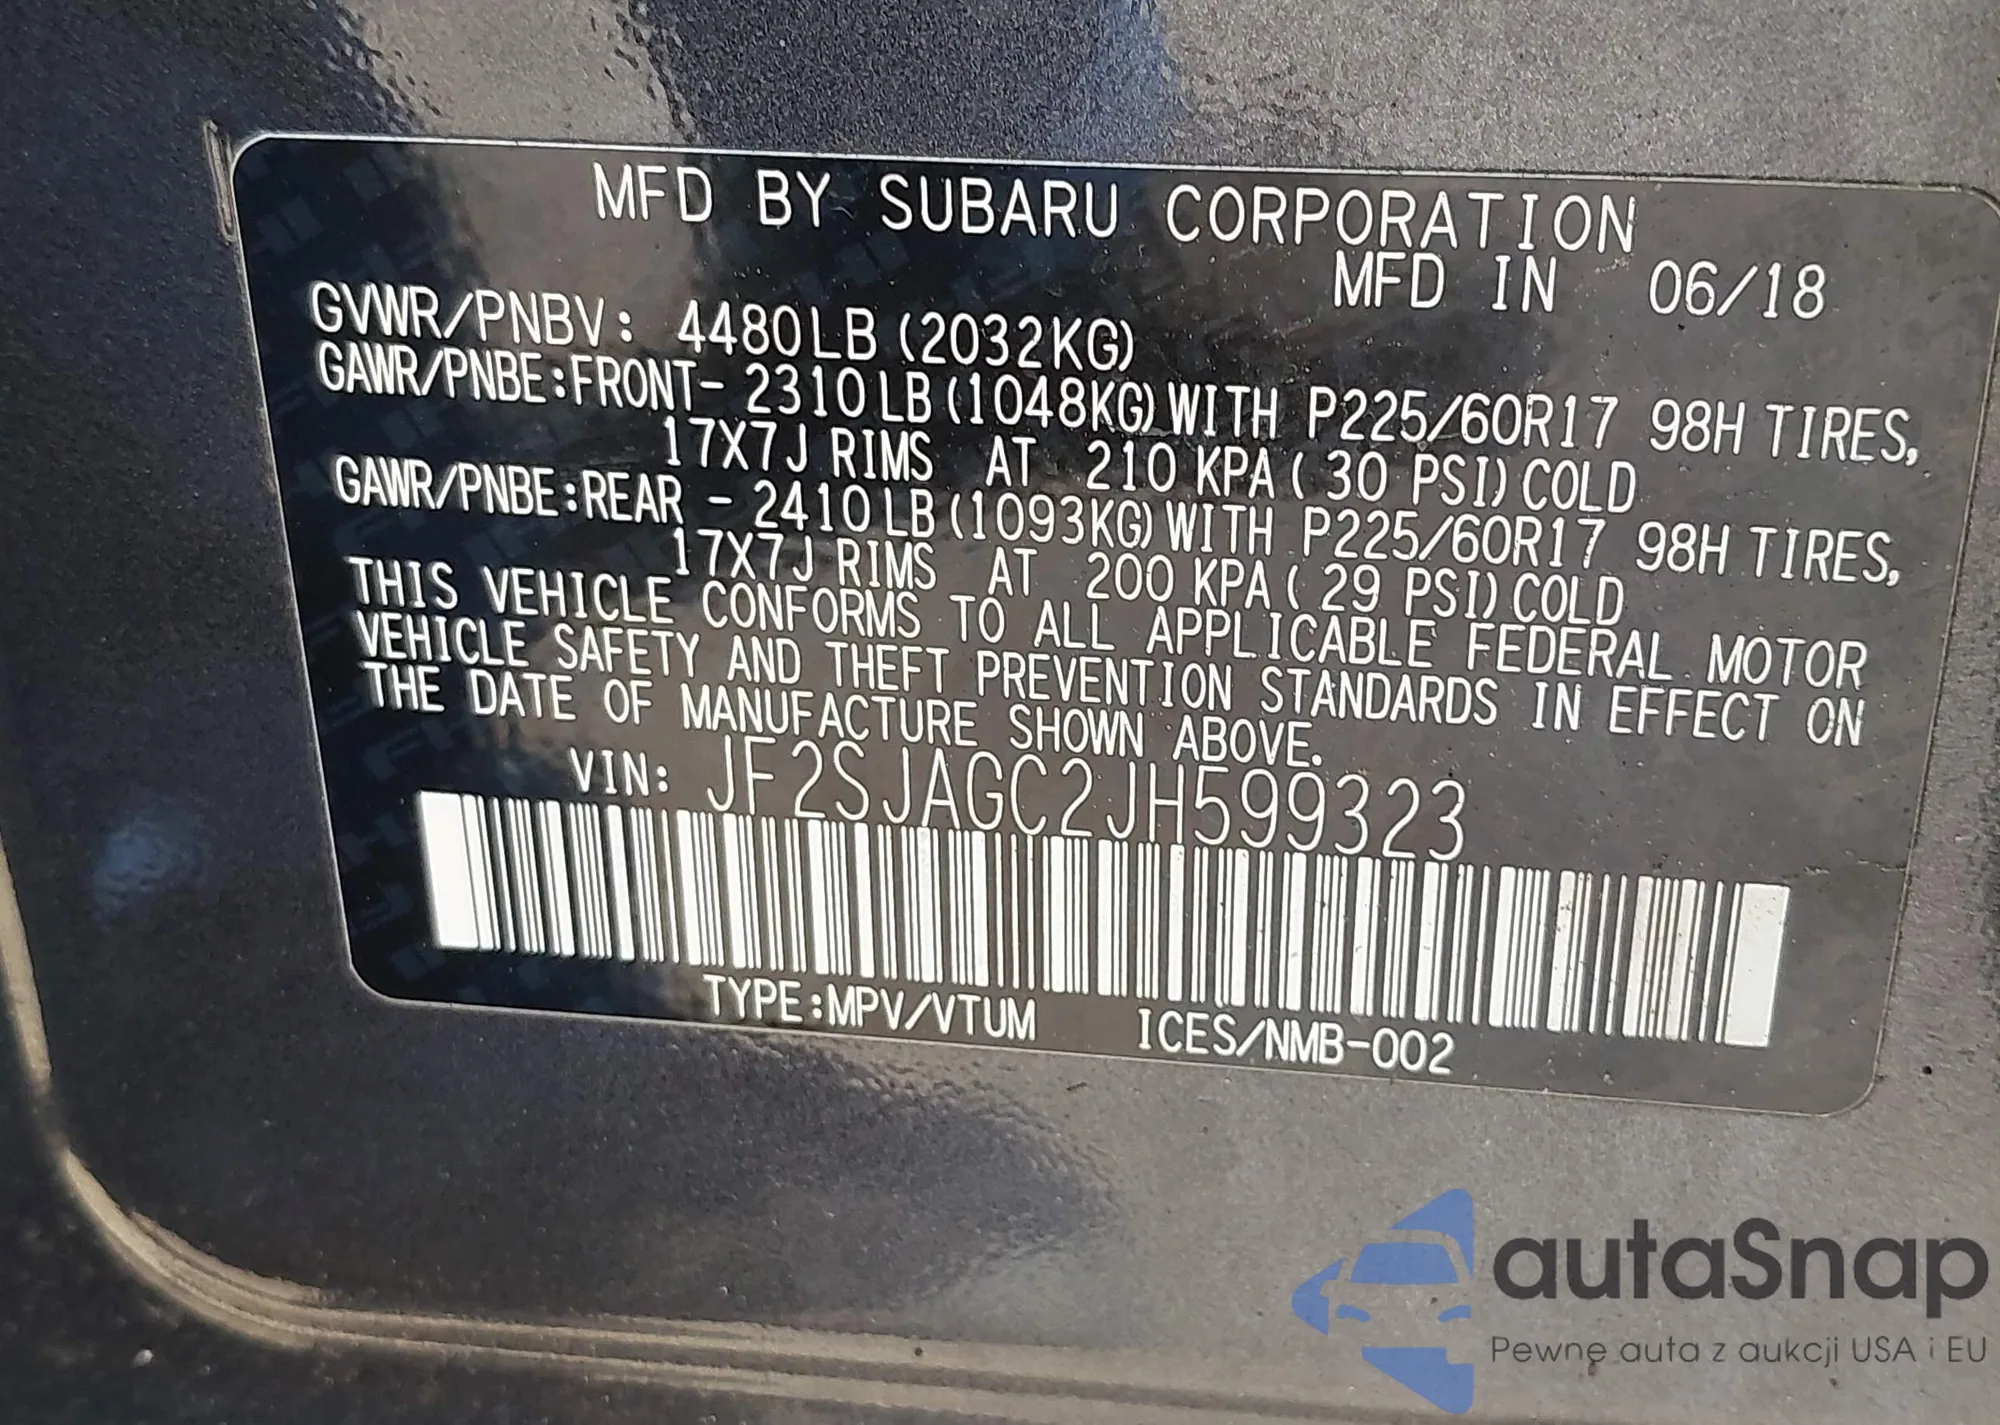 MFD BY SUBARU CORPORATION
MFD IN 06/18
GVWR/PNBV: 4480LB (2032KG)
GAWR/PNBE:FRONT- 2310LB (1048KG) WITH P225/60R17 98H TIRES,
17X7J RIMS AT 210 KPA ( 30 PSI) COLD
GAWR/PNBE:REAR - 2410LB (1093KG) WITH P225/60R17 98H TIRES,
17X7J RIMS AT 200 KPA ( 29 PSI) COLD
THIS VEHICLE CONFORMS TO ALL APPLICABLE FEDERAL MOTOR
VEHICLE SAFETY AND THEFT PREVENTION STANDARDS IN EFFECT ON
THE DATE OF MANUFACTURE SHOWN ABOVE.
VIN: JF2SJAGC2JH599323
TYPE:MPV/VTUM ICES/NMB-002
autaSnap
Pewne auta z aukcji USA i EU